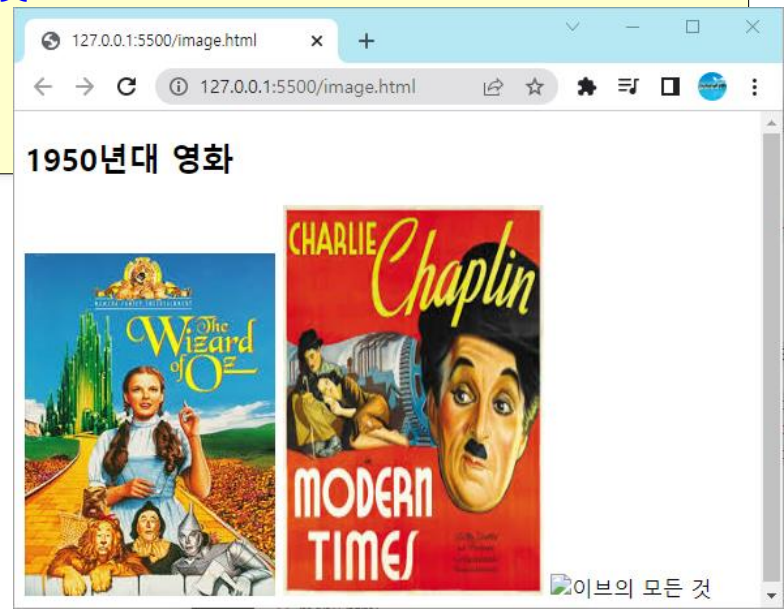 127.0.0.1:5500/image.html
127.0.0.1:5500/image.html
1950년대 영화
The
Wizard
of Oz
CHARLIE
Chaplin
MODERN
TIMES
이브의 모든 것